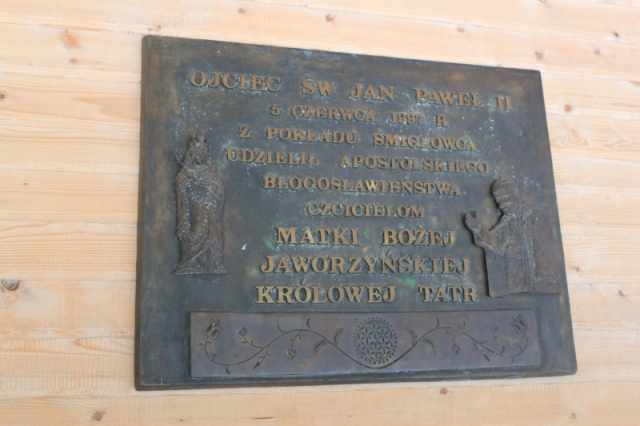 OJCIEC ŚW JAN PAWEŁ II
5 CZERWCA 1997 R
Z POKŁADU ŚMIGŁOWCA
UDZIELIŁ APOSTOLSKIEGO
BŁOGOSŁAWIEŃSTWA
CZCICIELOM
MATKI BOŻEJ
JAWORZYŃSKIEJ
KRÓLOWEJ TATR